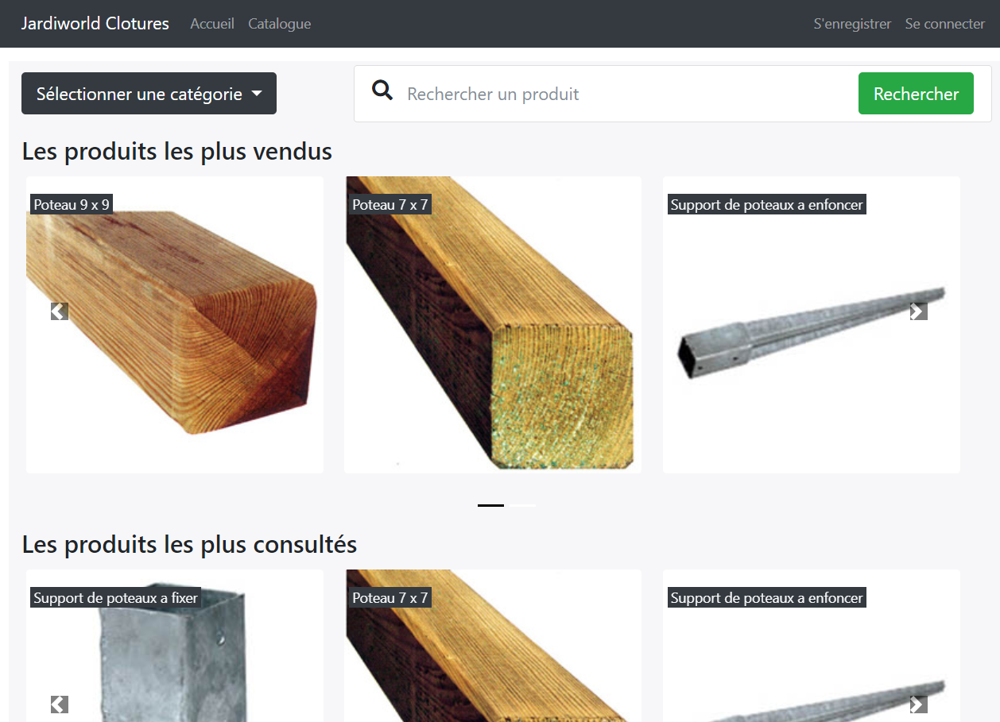 Jardiworld Clotures Accueil Catalogue S'enregistrer Se connecter
Sélectionner une catégorie Rechercher un produit Rechercher
Les produits les plus vendus
Poteau 9 x 9 Poteau 7 x 7 Support de poteaux a enfoncer
Les produits les plus consultés
Support de poteaux a fixer Poteau 7 x 7 Support de poteaux a enfoncer